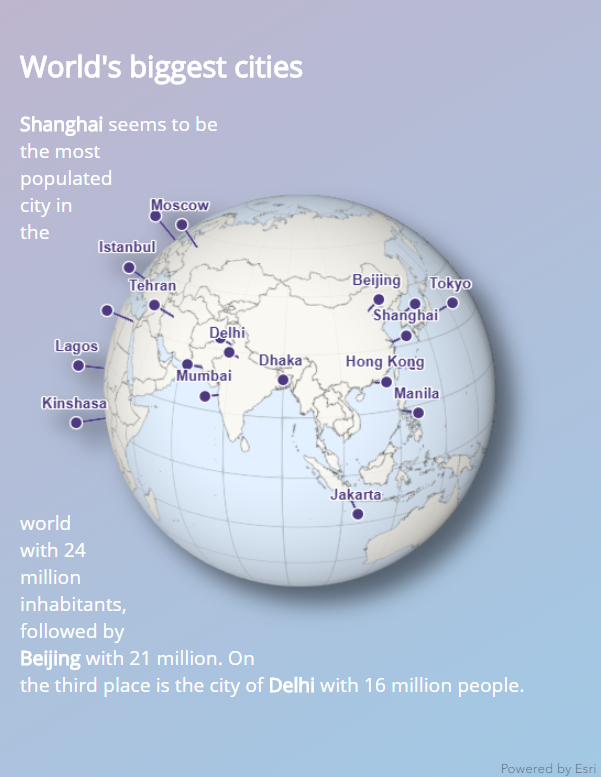 World's biggest cities
Shanghai seems to be
the most
populated
city in
the
Moscow
Istanbul
Tehran
Beijing
Tokyo
Shanghai
Delhi
Lagos
Dhaka
Hong Kong
Mumbai
Manila
Kinshasa
Jakarta
world
with 24
million
inhabitants,
followed by
Beijing with 21 million. On
the third place is the city of Delhi with 16 million people.
Powered by Esri